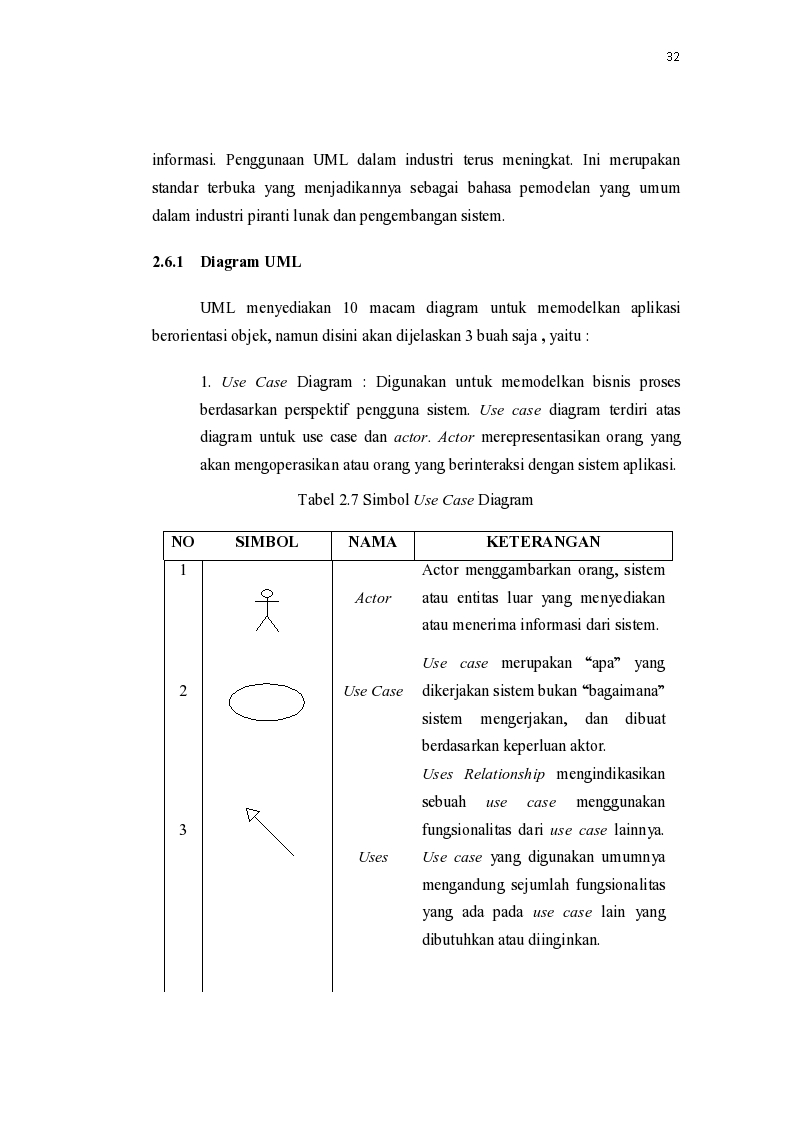 32
informasi. Penggunaan UML dalam industri terus meningkat. Ini merupakan
standar terbuka yang menjadikannya sebagai bahasa pemodelan yang umum
dalam industri piranti lunak dan pengembangan sistem.
2.6.1 Diagram UML
UML menyediakan 10 macam diagram untuk memodelkan aplikasi
berorientasi objek, namun disini akan dijelaskan 3 buah saja , yaitu :
1. Use Case Diagram : Digunakan untuk memodelkan bisnis proses
berdasarkan perspektif pengguna sistem. Use case diagram terdiri atas
diagram untuk use case dan actor. Actor merepresentasikan orang yang
akan mengoperasikan atau orang yang berinteraksi dengan sistem aplikasi.
Tabel 2.7 Simbol Use Case Diagram
NO SIMBOL NAMA KETERANGAN
1 Actor menggambarkan orang, sistem
Actor atau entitas luar yang menyediakan
atau menerima informasi dari sistem.
Use case merupakan “apa” yang
2 Use Case dikerjakan sistem bukan “bagaimana”
sistem mengerjakan, dan dibuat
berdasarkan keperluan aktor.
Uses Relationship mengindikasikan
sebuah use case menggunakan
3 fungsionalitas dari use case lainnya.
Uses Use case yang digunakan umumnya
mengandung sejumlah fungsionalitas
yang ada pada use case lain yang
dibutuhkan atau diinginkan.